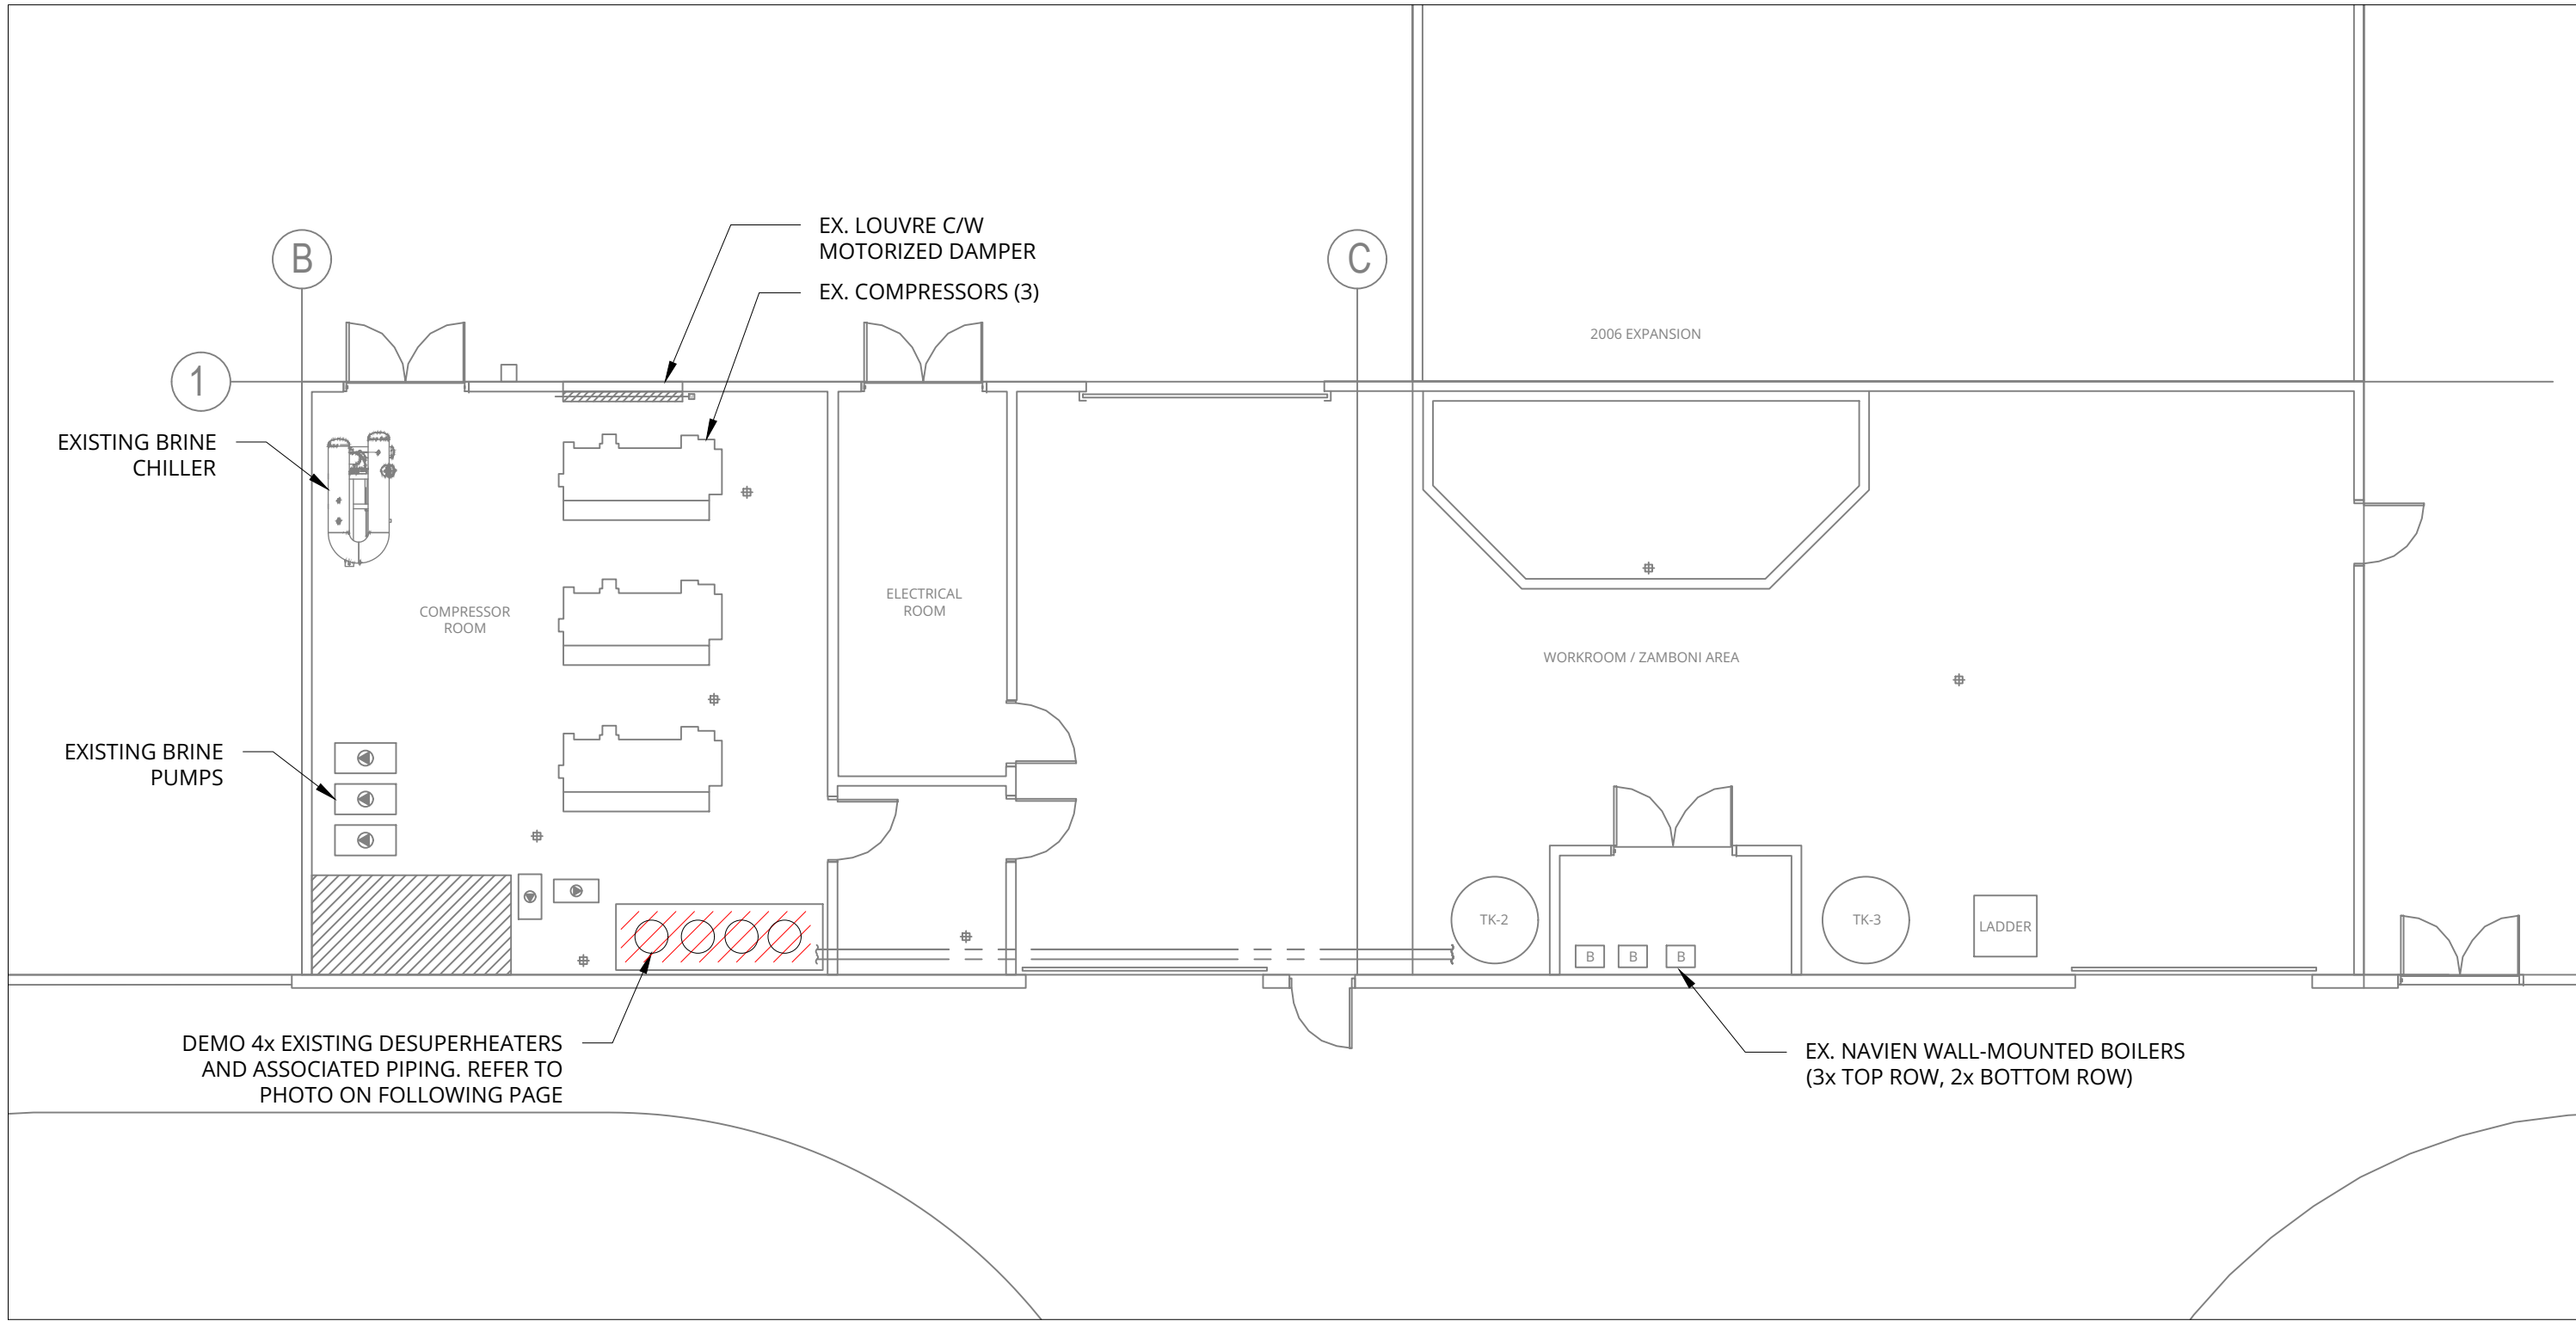 EX. LOUVRE C/W
MOTORIZED DAMPER
B
C
EX. COMPRESSORS (3)
2006 EXPANSION
1
EXISTING BRINE
CHILLER
ELECTRICAL
ROOM
COMPRESSOR
ROOM
WORKROOM / ZAMBONI AREA
EXISTING BRINE
PUMPS
TK-2
TK-3
LADDER
B
B
B
DEMO 4x EXISTING DESUPERHEATERS
AND ASSOCIATED PIPING. REFER TO
PHOTO ON FOLLOWING PAGE
EX. NAVIEN WALL-MOUNTED BOILERS
(3x TOP ROW, 2x BOTTOM ROW)